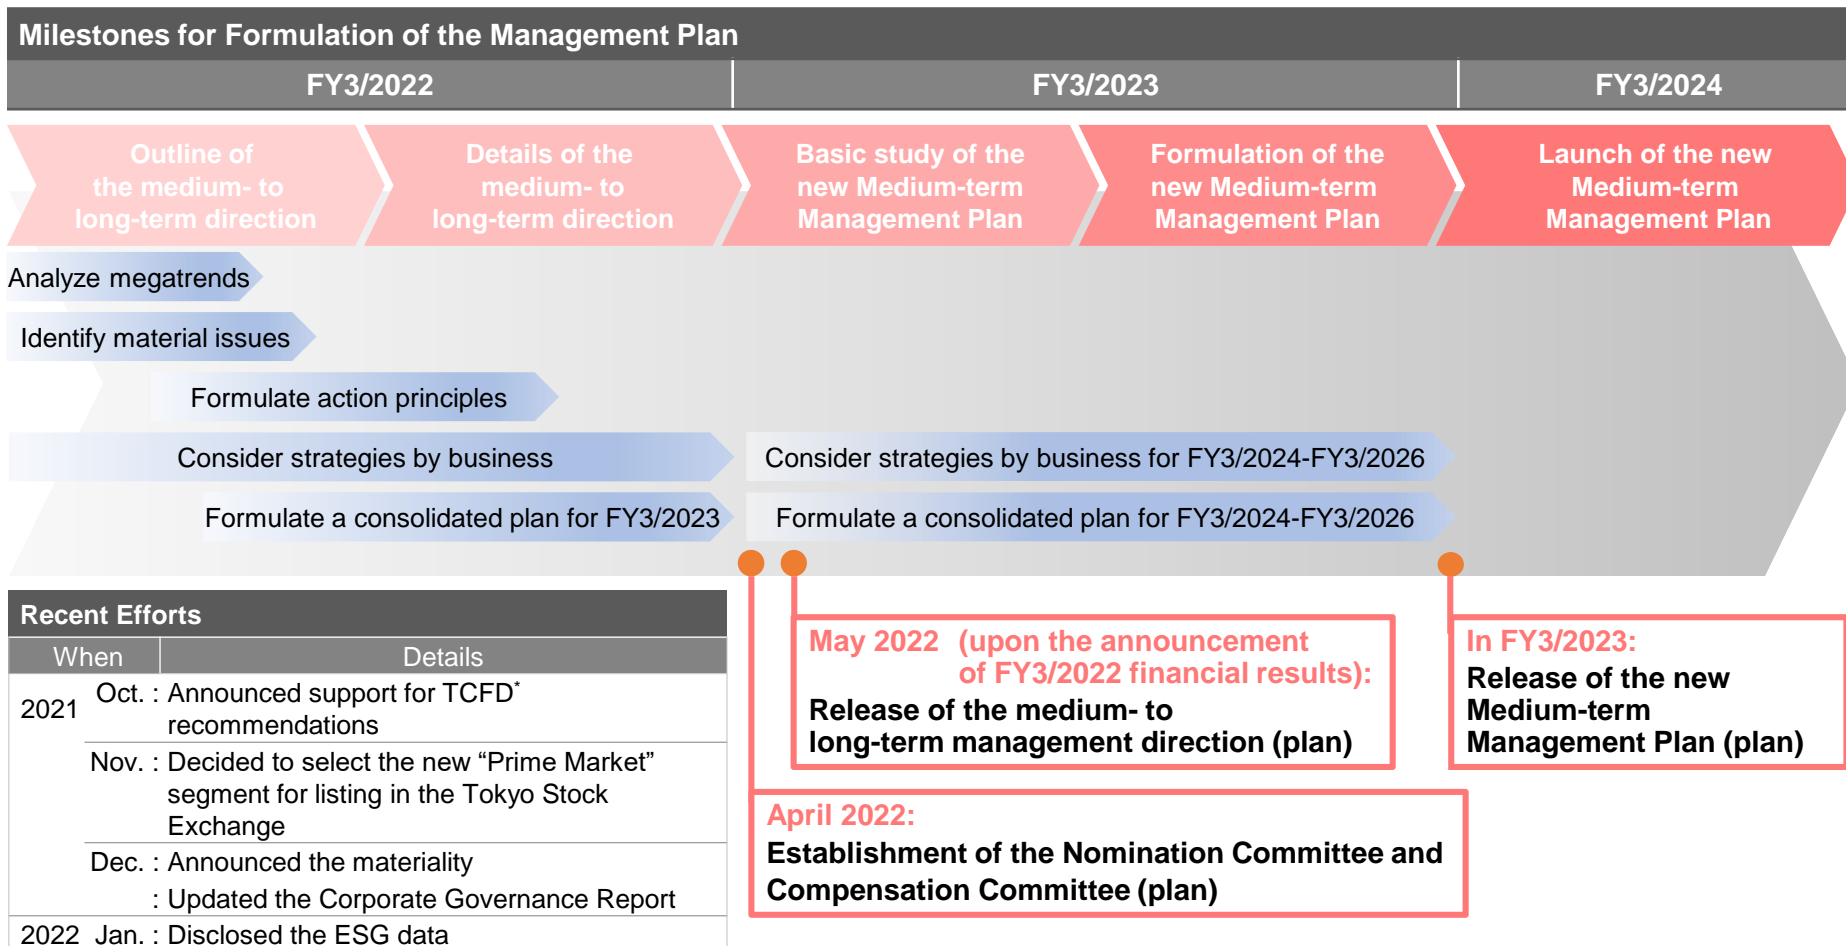 Milestones for Formulation of the Management Plan
FY3/2022
FY3/2023
FY3/2024
Outline of
the medium- to
long-term direction
Details of the
medium- to
long-term direction
Basic study of the
new Medium-term
Management Plan
Formulation of the
new Medium-term
Management Plan
Launch of the new
Medium-term
Management Plan
Analyze megatrends
Identify material issues
Formulate action principles
Consider strategies by business
Consider strategies by business for FY3/2024-FY3/2026
Formulate a consolidated plan for FY3/2023
Formulate a consolidated plan for FY3/2024-FY3/2026
Recent Efforts
When Details
2021 Oct. : Announced support for TCFD*
recommendations
Nov. : Decided to select the new “Prime Market”
segment for listing in the Tokyo Stock
Exchange
Dec. : Announced the materiality
: Updated the Corporate Governance Report
2022 Jan. : Disclosed the ESG data
May 2022 (upon the announcement
of FY3/2022 financial results):
Release of the medium- to
long-term management direction (plan)
In FY3/2023:
Release of the new
Medium-term
Management Plan (plan)
April 2022:
Establishment of the Nomination Committee and
Compensation Committee (plan)